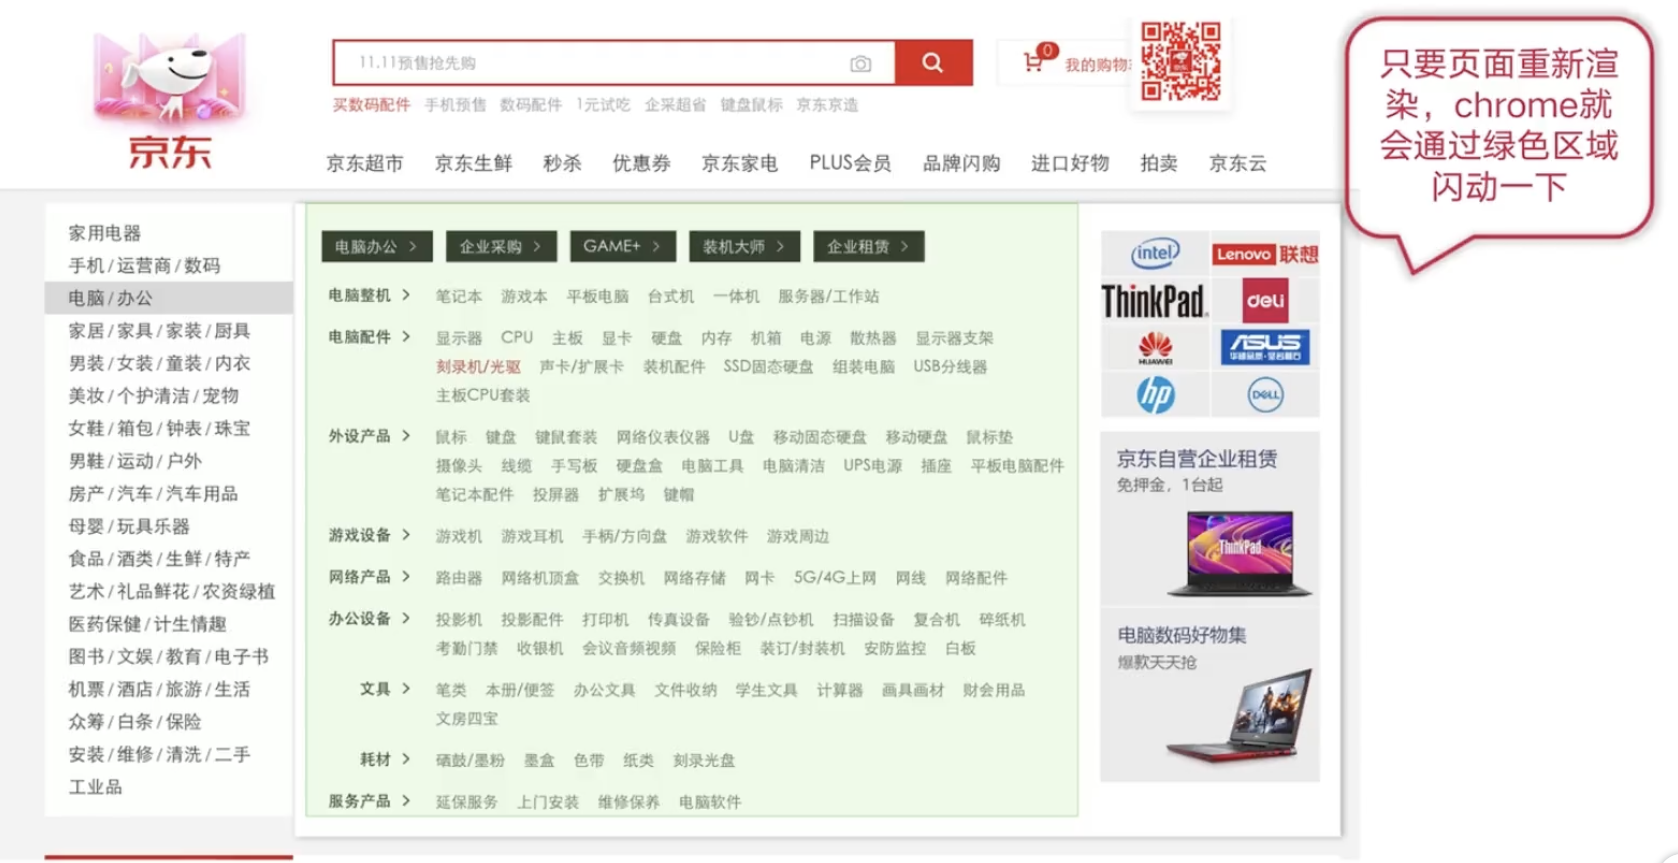 11.11预售抢先购
0
我的购物
买数码配件 手机预售 数码配件 1元试吃 企采超省 键盘鼠标 京东京造
京东
京东超市 京东生鲜 秒杀 优惠券 京东家电 PLUS会员 品牌闪购 进口好物 拍卖 京东云
只要页面重新渲
染，chrome就
会通过绿色区域
闪动一下
家用电器
手机/运营商/数码
电脑/办公
家居/家具/家装/厨具
男装/女装/童装/内衣
美妆/个护清洁/宠物
女鞋/箱包/钟表/珠宝
男鞋/运动/户外
房产/汽车/汽车用品
母婴/玩具乐器
食品/酒类/生鲜/特产
艺术/礼品鲜花/农资绿植
医药保健/计生情趣
图书/文娱/教育/电子书
机票/酒店/旅游/生活
众筹/白条/保险
安装/维修/清洗/二手
工业品
电脑办公 > 企业采购 > GAME+ > 装机大师 > 企业租赁 >
电脑整机 > 笔记本 游戏本 平板电脑 台式机 一体机 服务器/工作站
电脑配件 > 显示器 CPU 主板 显卡 硬盘 内存 机箱 电源 散热器 显示器支架
刻录机/光驱 声卡/扩展卡 装机配件 SSD固态硬盘 组装电脑 USB分线器
主板CPU套装
外设产品 > 鼠标 键盘 键鼠套装 网络仪表仪器 U盘 移动固态硬盘 移动硬盘 鼠标垫
摄像头 线缆 手写板 硬盘盒 电脑工具 电脑清洁 UPS电源 插座 平板电脑配件
笔记本配件 投屏器 扩展坞 键帽
游戏设备 > 游戏机 游戏耳机 手柄/方向盘 游戏软件 游戏周边
网络产品 > 路由器 网络机顶盒 交换机 网络存储 网卡 5G/4G上网 网线 网络配件
办公设备 > 投影机 投影配件 打印机 传真设备 验钞/点钞机 扫描设备 复合机 碎纸机
考勤门禁 收银机 会议音频视频 保险柜 装订/封装机 安防监控 白板
文具 > 笔类 本册/便签 办公文具 文件收纳 学生文具 计算器 画具画材 财会用品
文房四宝
耗材 > 硒鼓/墨粉 墨盒 色带 纸类 刻录光盘
服务产品 > 延保服务 上门安装 维修保养 电脑软件
intel Lenovo 联想
ThinkPad deli
HUAWEI ASUS
hp DELL
京东自营企业租赁
免押金，1台起
ThinkPad
电脑数码好物集
爆款天天抢